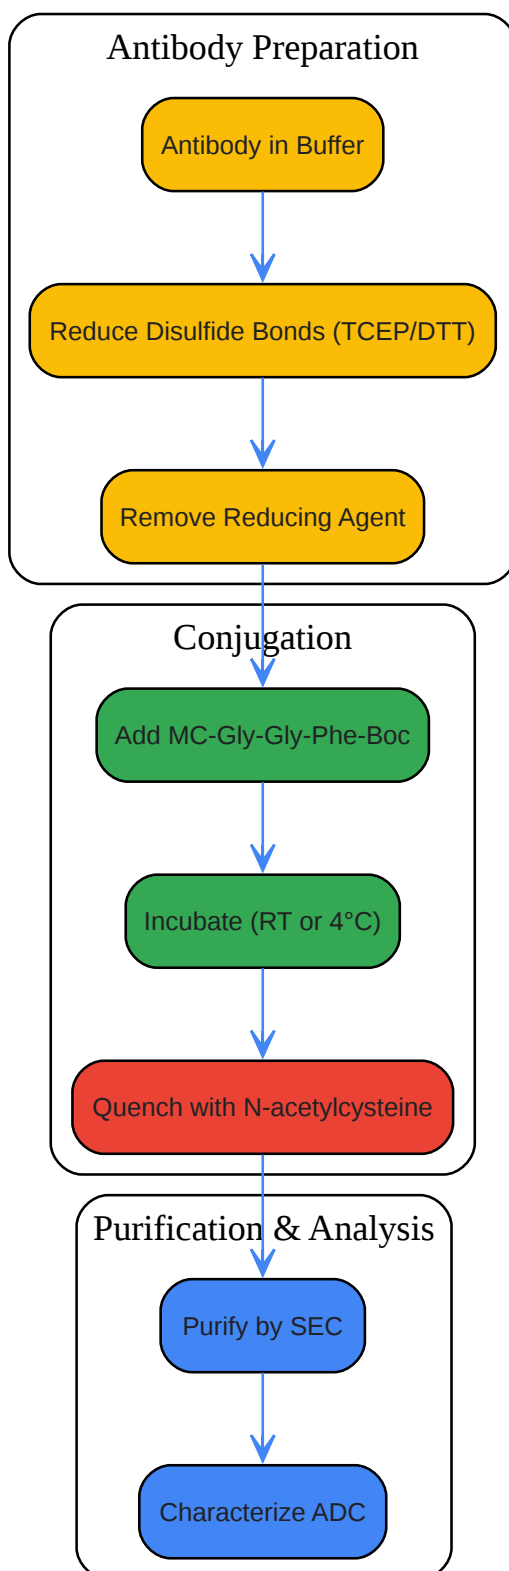 Antibody Preparation
Antibody in Buffer
Reduce Disulfide Bonds (TCEP/DTT)
Remove Reducing Agent
Conjugation
Add MC-Gly-Gly-Phe-Boc
Incubate (RT or 4°C)
Quench with N-acetylcysteine
Purification & Analysis
Purify by SEC
Characterize ADC